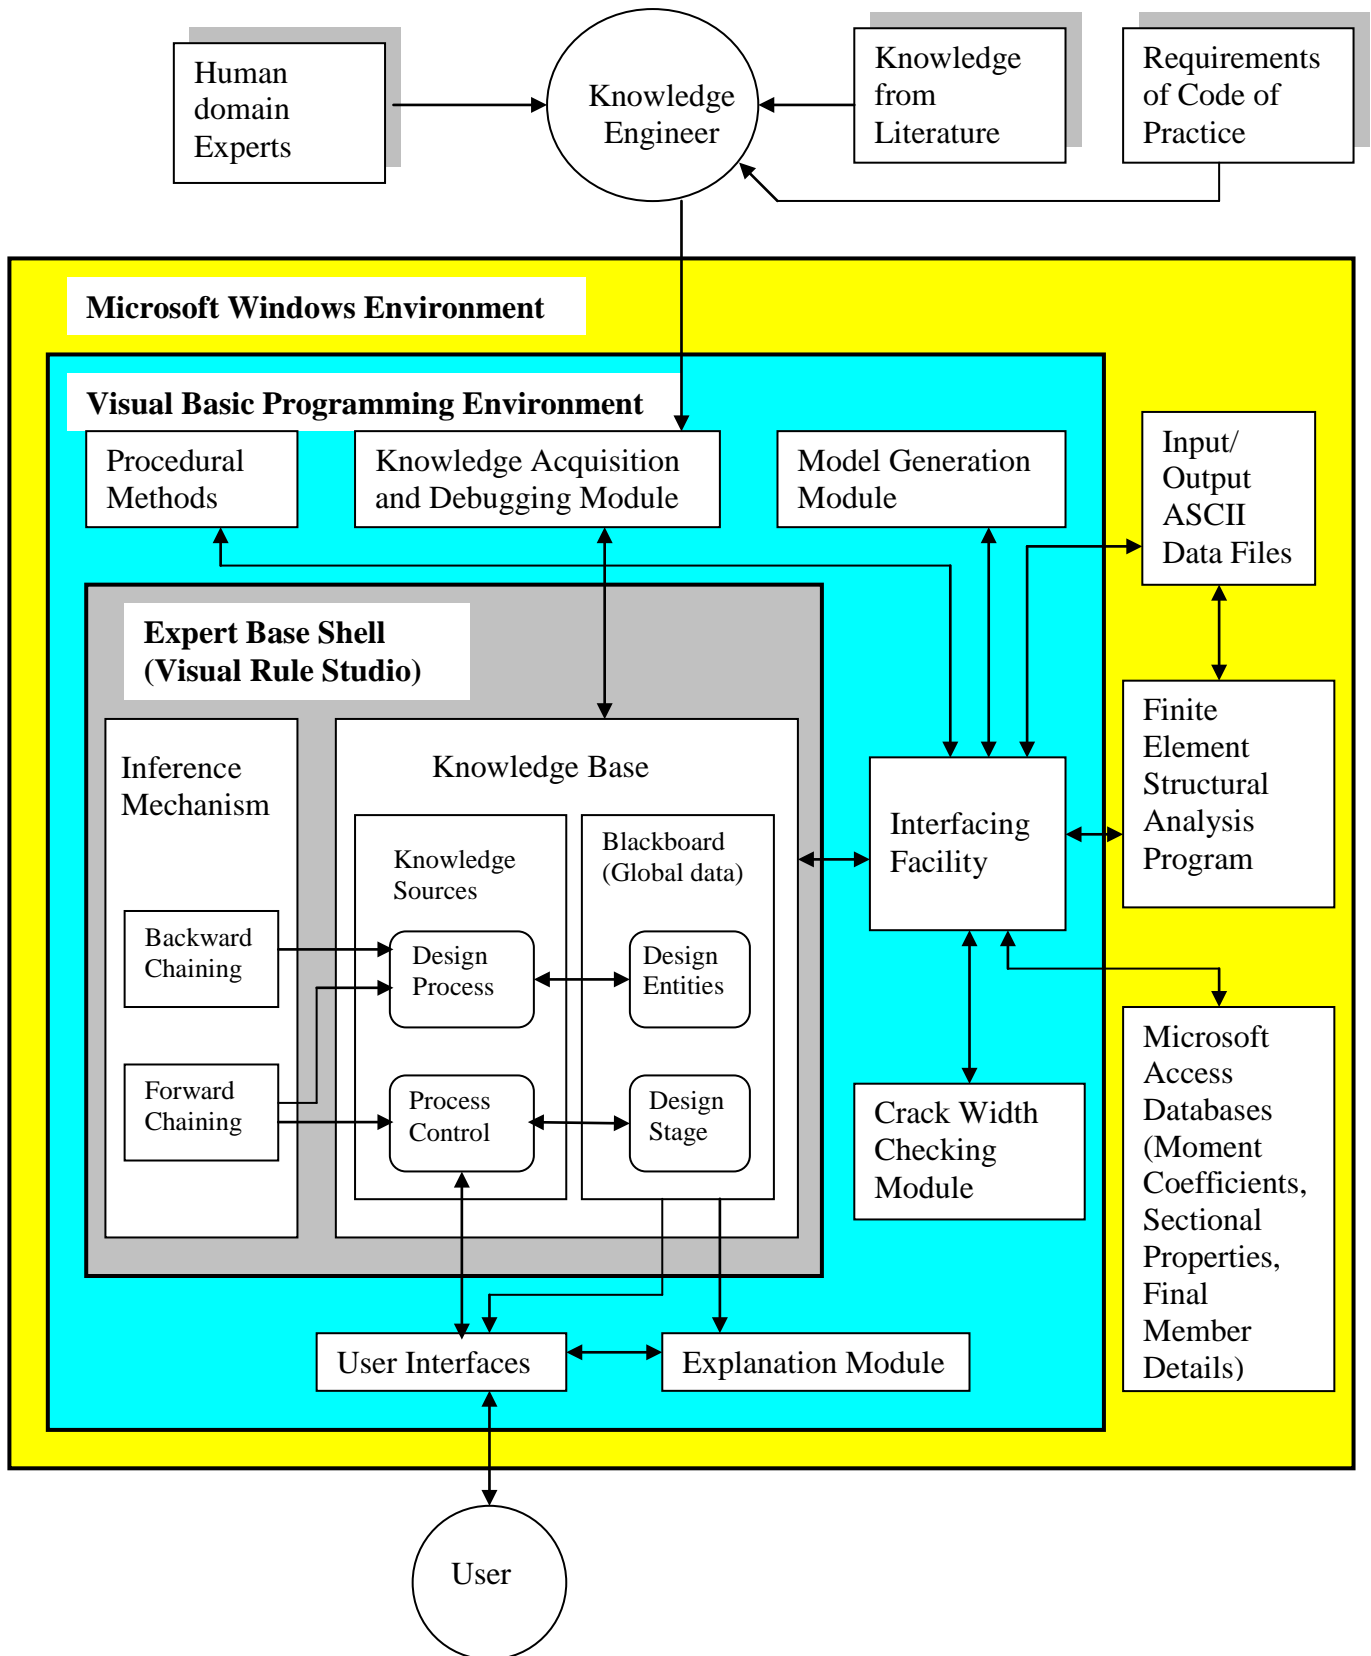 Human
domain
Experts
Knowledge
Engineer
Knowledge
from
Literature
Requirements
of Code of
Practice
Microsoft Windows Environment
Visual Basic Programming Environment
Procedural
Methods
Knowledge Acquisition
and Debugging Module
Model Generation
Module
Input/
Output
ASCII
Data Files
Expert Base Shell
(Visual Rule Studio)
Inference
Mechanism
Knowledge Base
Knowledge
Sources
Blackboard
(Global data)
Interfacing
Facility
Finite
Element
Structural
Analysis
Program
Backward
Chaining
Design
Process
Design
Entities
Forward
Chaining
Process
Control
Design
Stage
Crack Width
Checking
Module
Microsoft
Access
Databases
(Moment
Coefficients,
Sectional
Properties,
Final
Member
Details)
User Interfaces
Explanation Module
User